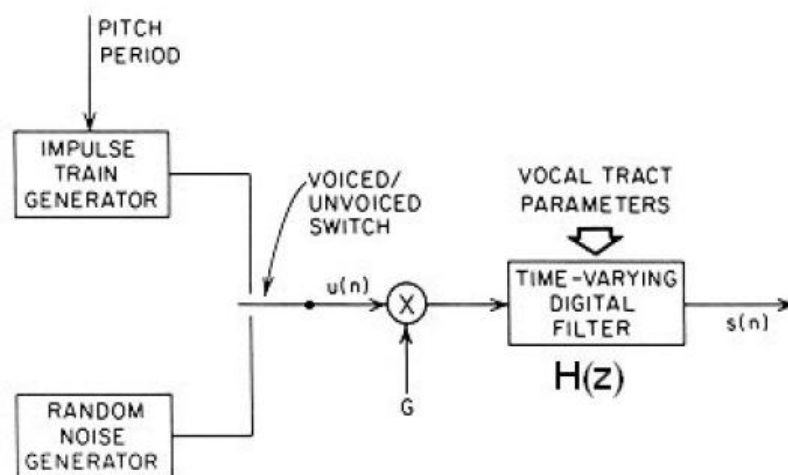 PITCH
PERIOD
IMPULSE
TRAIN
GENERATOR
VOICED/
UNVOICED
SWITCH
VOCAL TRACT
PARAMETERS
u(n)
X
G
TIME-VARYING
DIGITAL
FILTER
s(n)
H(z)
RANDOM
NOISE
GENERATOR